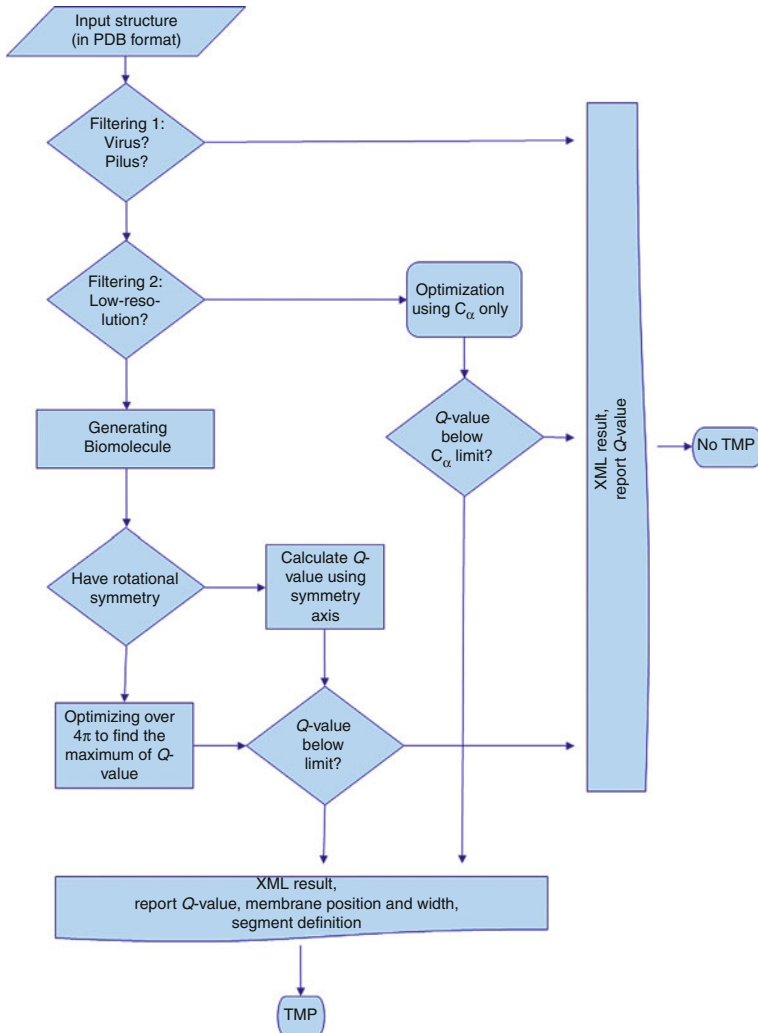 Input structure
(in PDB format)
Filtering 1:
Virus?
Pilus?
Filtering 2:
Low-reso-
lution?
Optimization
using Cα only
Generating
Biomolecule
Q-value
below
Cα limit?
XML result,
report Q-value
No TMP
Have rotational
symmetry
Calculate Q-
value using
symmetry
axis
Optimizing over
4π to find the
maximum of Q-
value
Q-value
below
limit?
XML result,
report Q-value, membrane position and width,
segment definition
TMP